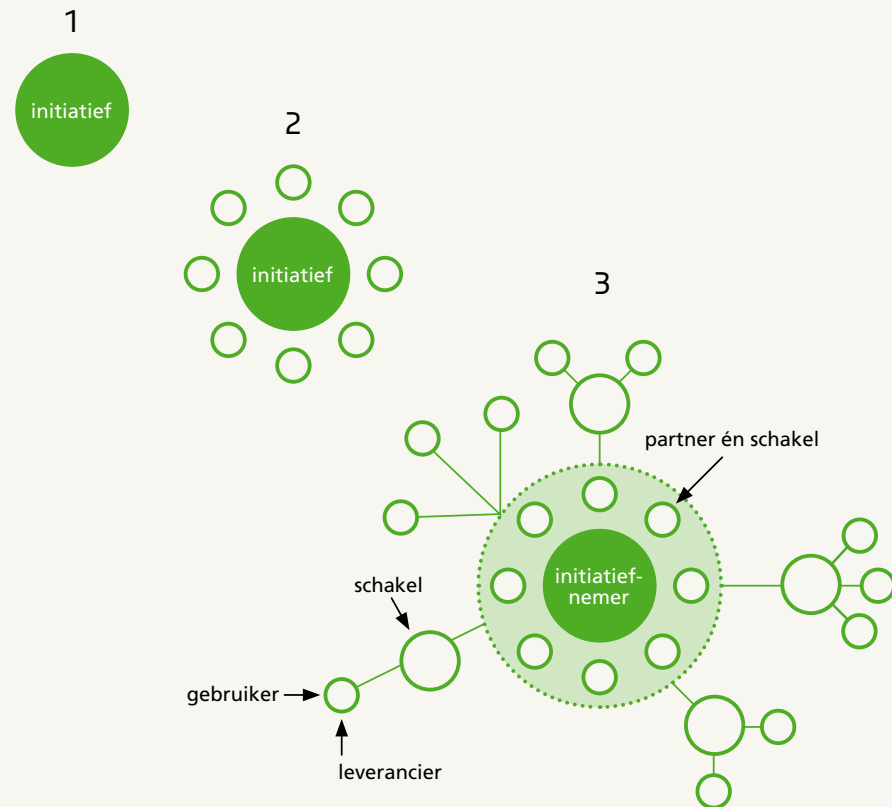 1
initiatief
2
initiatief
3
partner én schakel
initiatief-
nemer
schakel
gebruiker
leverancier